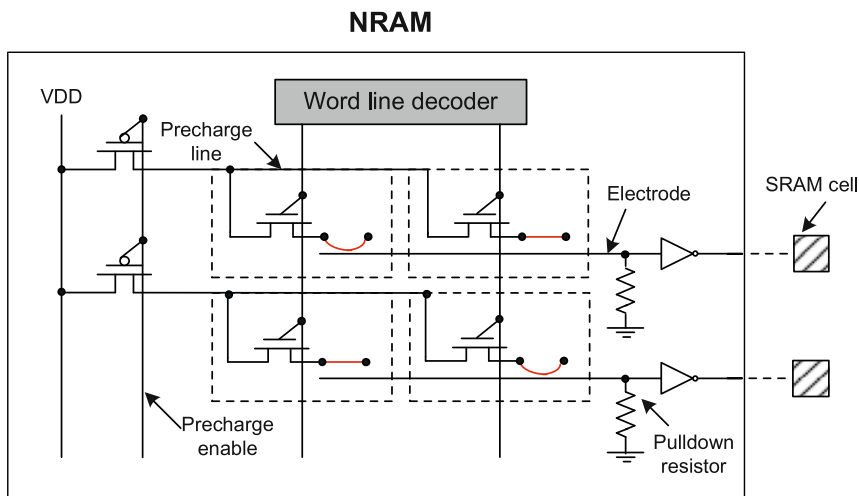 NRAM
VDD
Word line decoder
Precharge
line
Electrode
SRAM cell
Precharge
enable
Pulldown
resistor